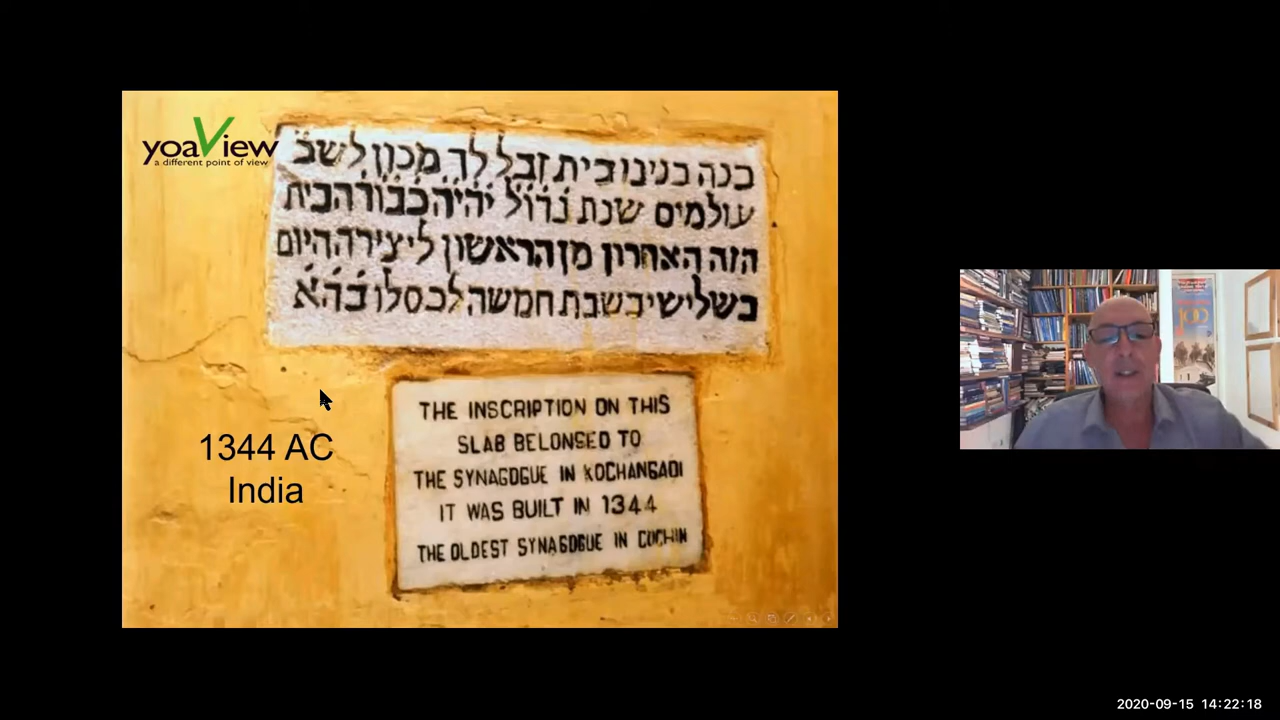 yoaView
a different point of view
בנה בנינו בית זבל לך מכון לשב
עולמים שנת גדול יהיה כבוד הבית
הזה האחרון מן הראשון ליצירה היום
בשלישי בשבת חמשה לכסלו בהא
THE INSCRIPTION ON THIS
SLAB BELONGED TO
THE SYNAGOGUE IN KOCHANGADI
IT WAS BUILT IN 1344
THE OLDEST SYNAGOGUE IN COCHIN
1344 AC
India
100
2020-09-15 14:22:18